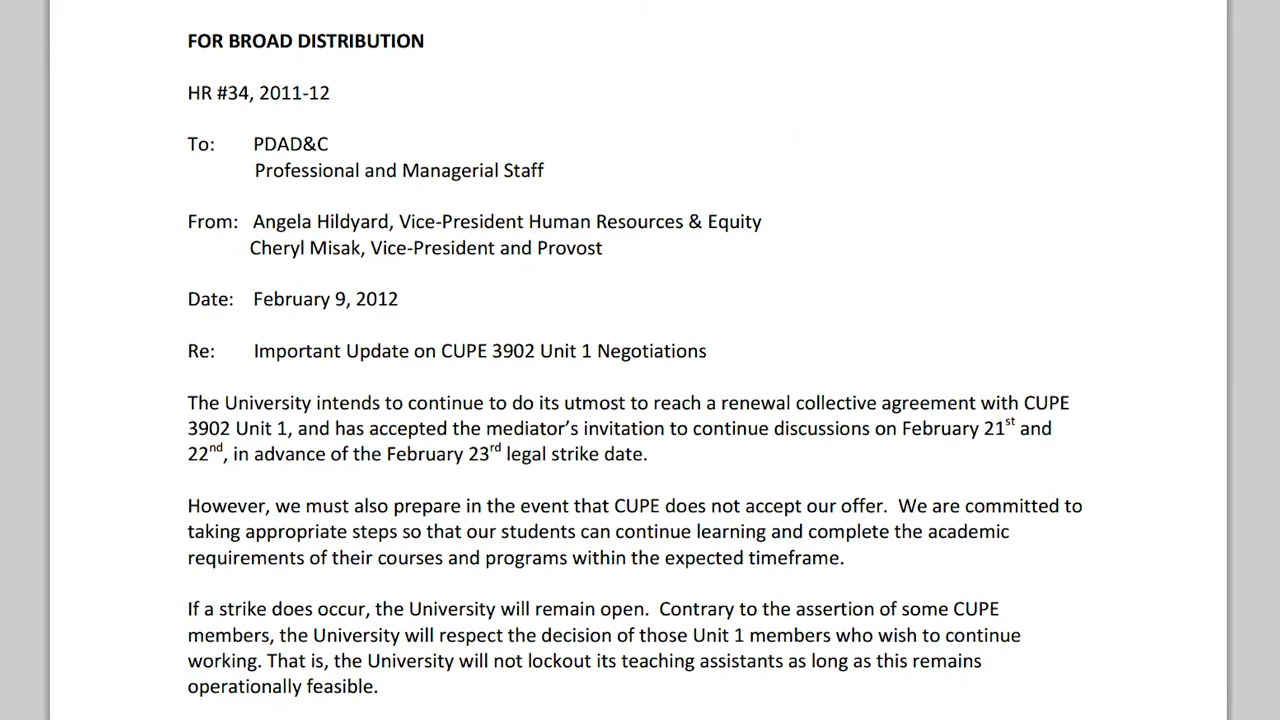 FOR BROAD DISTRIBUTION
HR #34, 2011-12
To: PDAD&C
Professional and Managerial Staff
From: Angela Hildyard, Vice-President Human Resources & Equity
Cheryl Misak, Vice-President and Provost
Date: February 9, 2012
Re: Important Update on CUPE 3902 Unit 1 Negotiations
The University intends to continue to do its utmost to reach a renewal collective agreement with CUPE
3902 Unit 1, and has accepted the mediator’s invitation to continue discussions on February 21st and
22nd, in advance of the February 23rd legal strike date.
However, we must also prepare in the event that CUPE does not accept our offer.  We are committed to
taking appropriate steps so that our students can continue learning and complete the academic
requirements of their courses and programs within the expected timeframe.
If a strike does occur, the University will remain open.  Contrary to the assertion of some CUPE
members, the University will respect the decision of those Unit 1 members who wish to continue
working. That is, the University will not lockout its teaching assistants as long as this remains
operationally feasible.